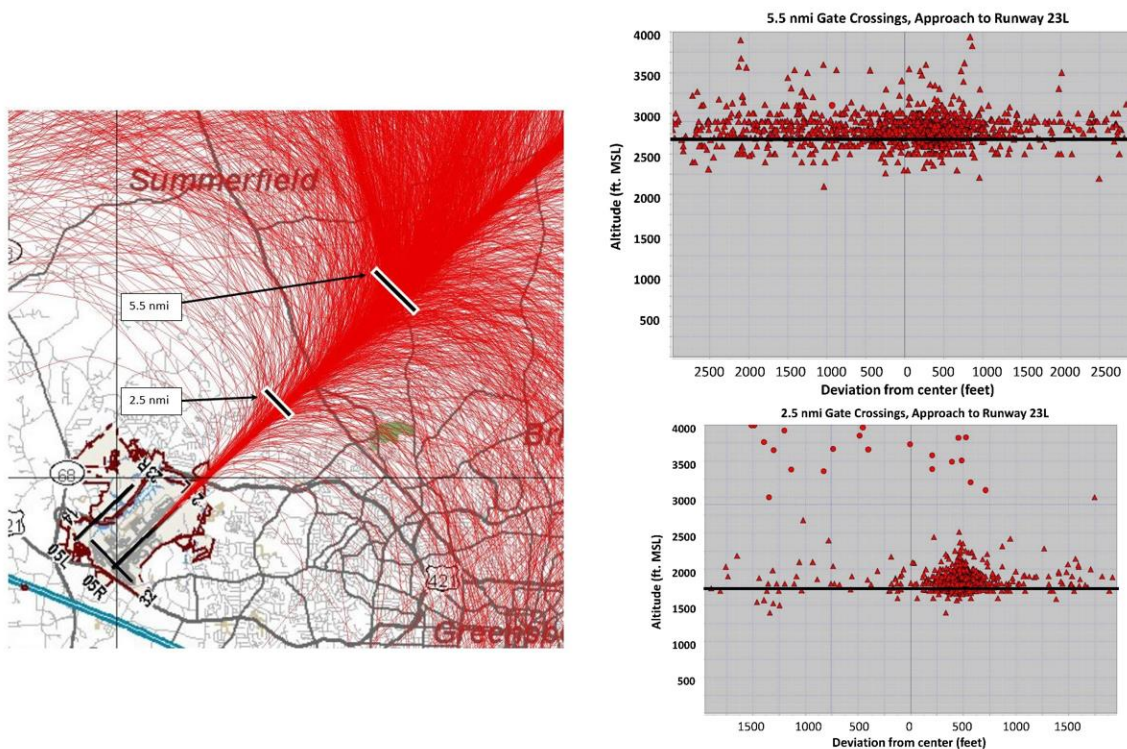 Summerfield
5.5 nmi
2.5 nmi
68
21
05L
05R
32
42
5.5 nmi Gate Crossings, Approach to Runway 23L
Altitude (ft. MSL)
4000
3500
3000
2500
2000
1500
1000
500
2500 2000 1500 1000 500 0 500 1000 1500 2000 2500
Deviation from center (feet)
2.5 nmi Gate Crossings, Approach to Runway 23L
Altitude (ft. MSL)
4000
3500
3000
2500
2000
1500
1000
500
1500 1000 500 0 500 1000 1500
Deviation from center (feet)